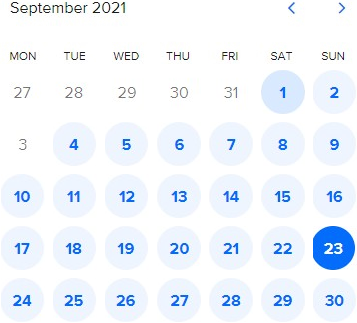 September 2021
MON TUE WED THU FRI SAT SUN
27 28 29 30 31 1 2
3 4 5 6 7 8 9
10 11 12 13 14 15 16
17 18 19 20 21 22 23
24 25 26 27 28 29 30